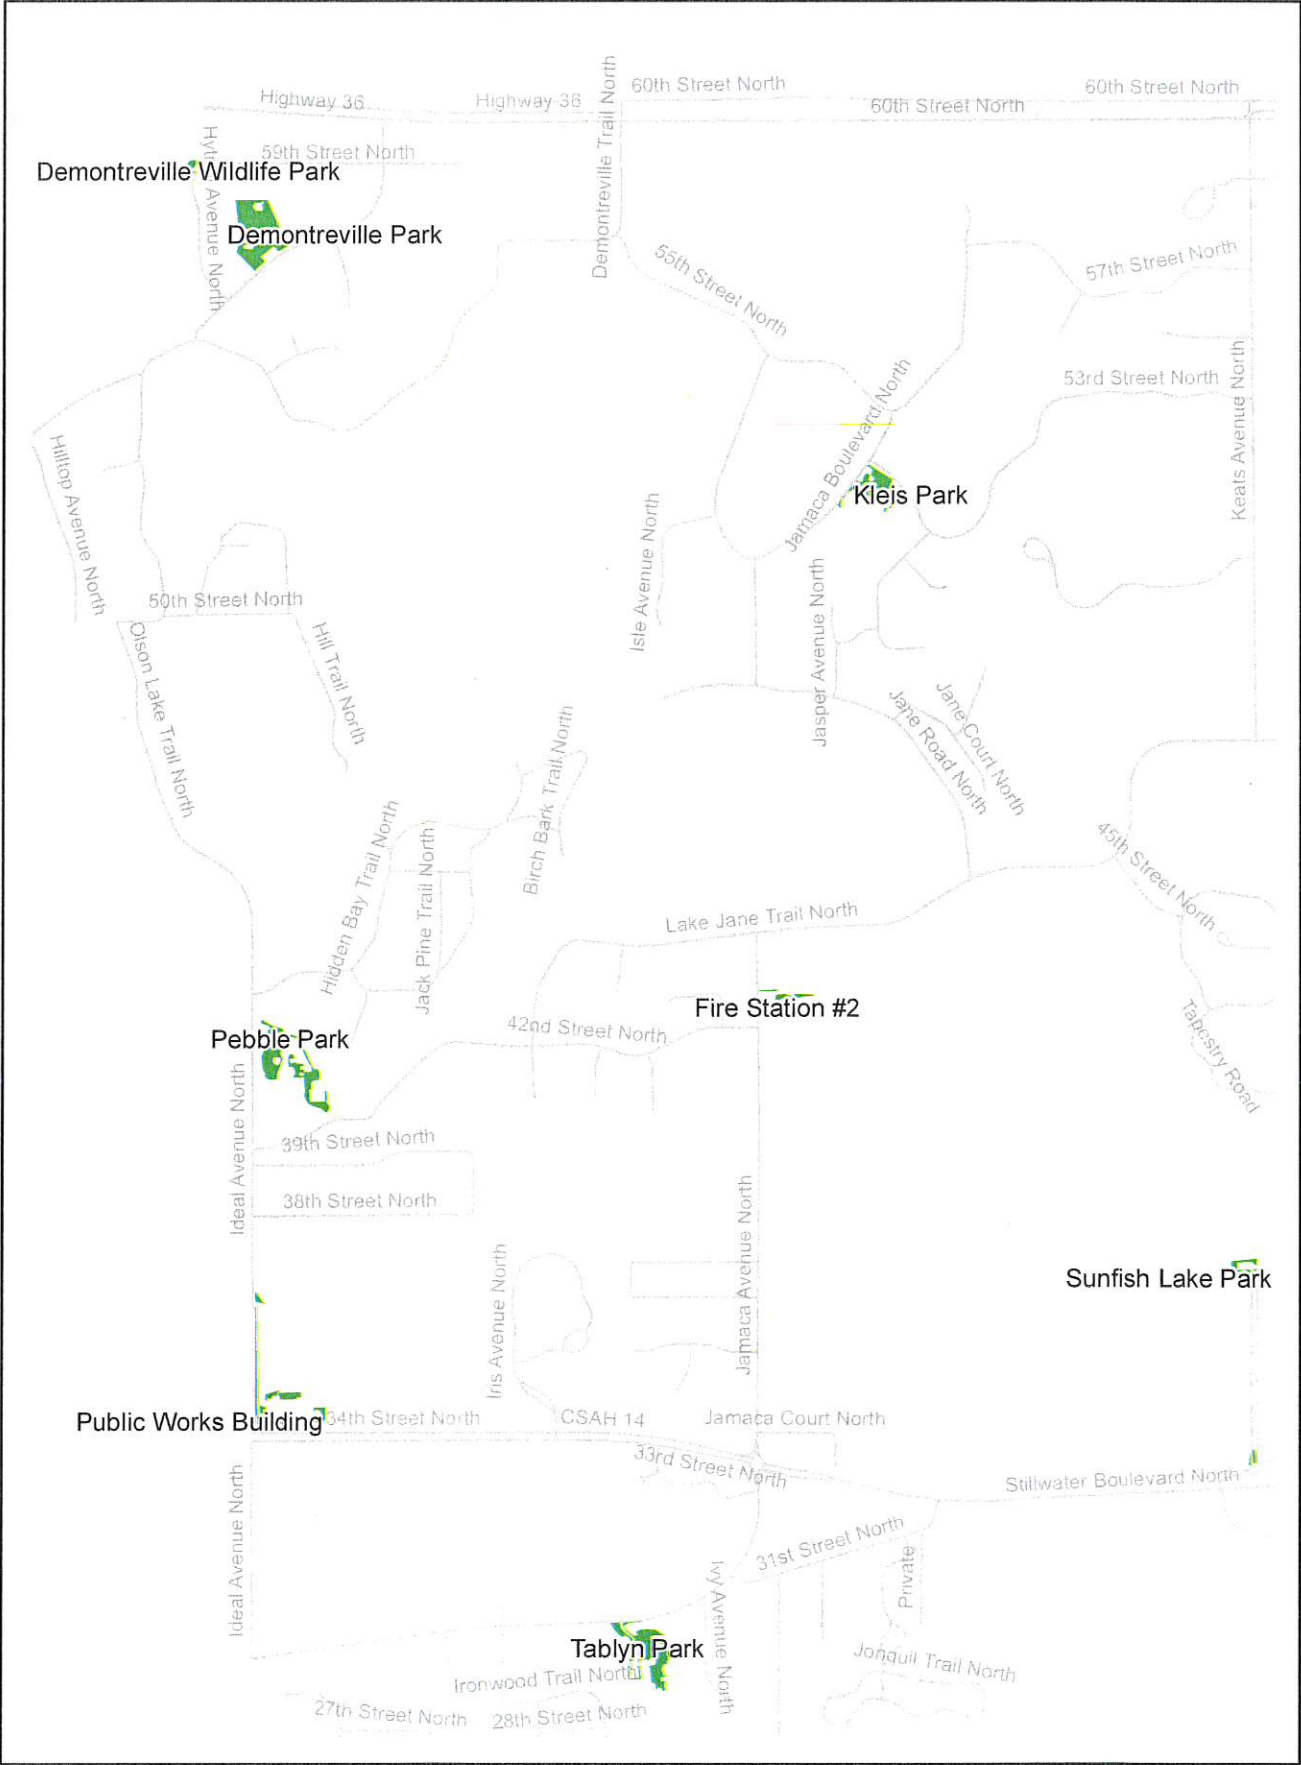 60th Street North
60th Street North
Highway 36
Highway 36
60th Street North
Demontreville Trail North
59th Street North
Demontreville Wildlife Park
Avenue North
Demontreville Park
55th Street North
57th Street North
53rd Street North
Keats Avenue North
Jamaca Boulevard North
Hilltop Avenue North
Kleis Park
Isle Avenue North
50th Street North
Jasper Avenue North
Olson Lake Trail North
Hill Trail North
Jane Road North
Jane Court North
Birch Bark Trail North
Hidden Bay Trail North
Jack Pine Trail North
45th Street North
Lake Jane Trail North
Fire Station #2
42nd Street North
Tapestry Road
Pebble Park
Ideal Avenue North
39th Street North
38th Street North
Iris Avenue North
Jamaca Avenue North
Sunfish Lake Park
Public Works Building
34th Street North
CSAH 14
Jamaca Court North
33rd Street North
Stillwater Boulevard North
Ideal Avenue North
31st Street North
Private
Ivy Avenue North
Tablyn Park
Jonquil Trail North
Ironwood Trail North
27th Street North
28th Street North